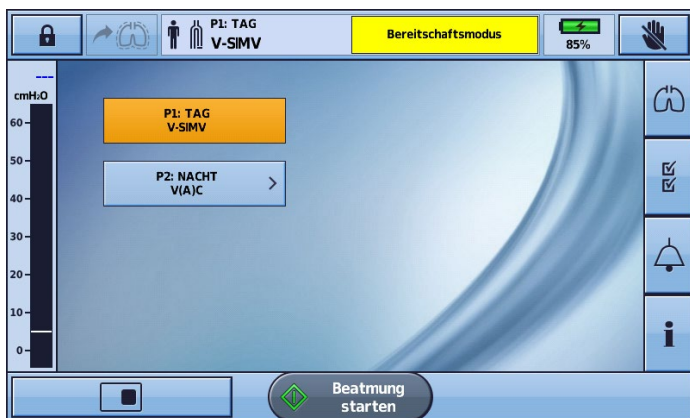 P1: TAG
V-SIMV
Bereitschaftsmodus
85%
---
cmH₂O
60
50
40
30
20
10
0
P1: TAG
V-SIMV
P2: NACHT
V(A)C
Beatmung
starten